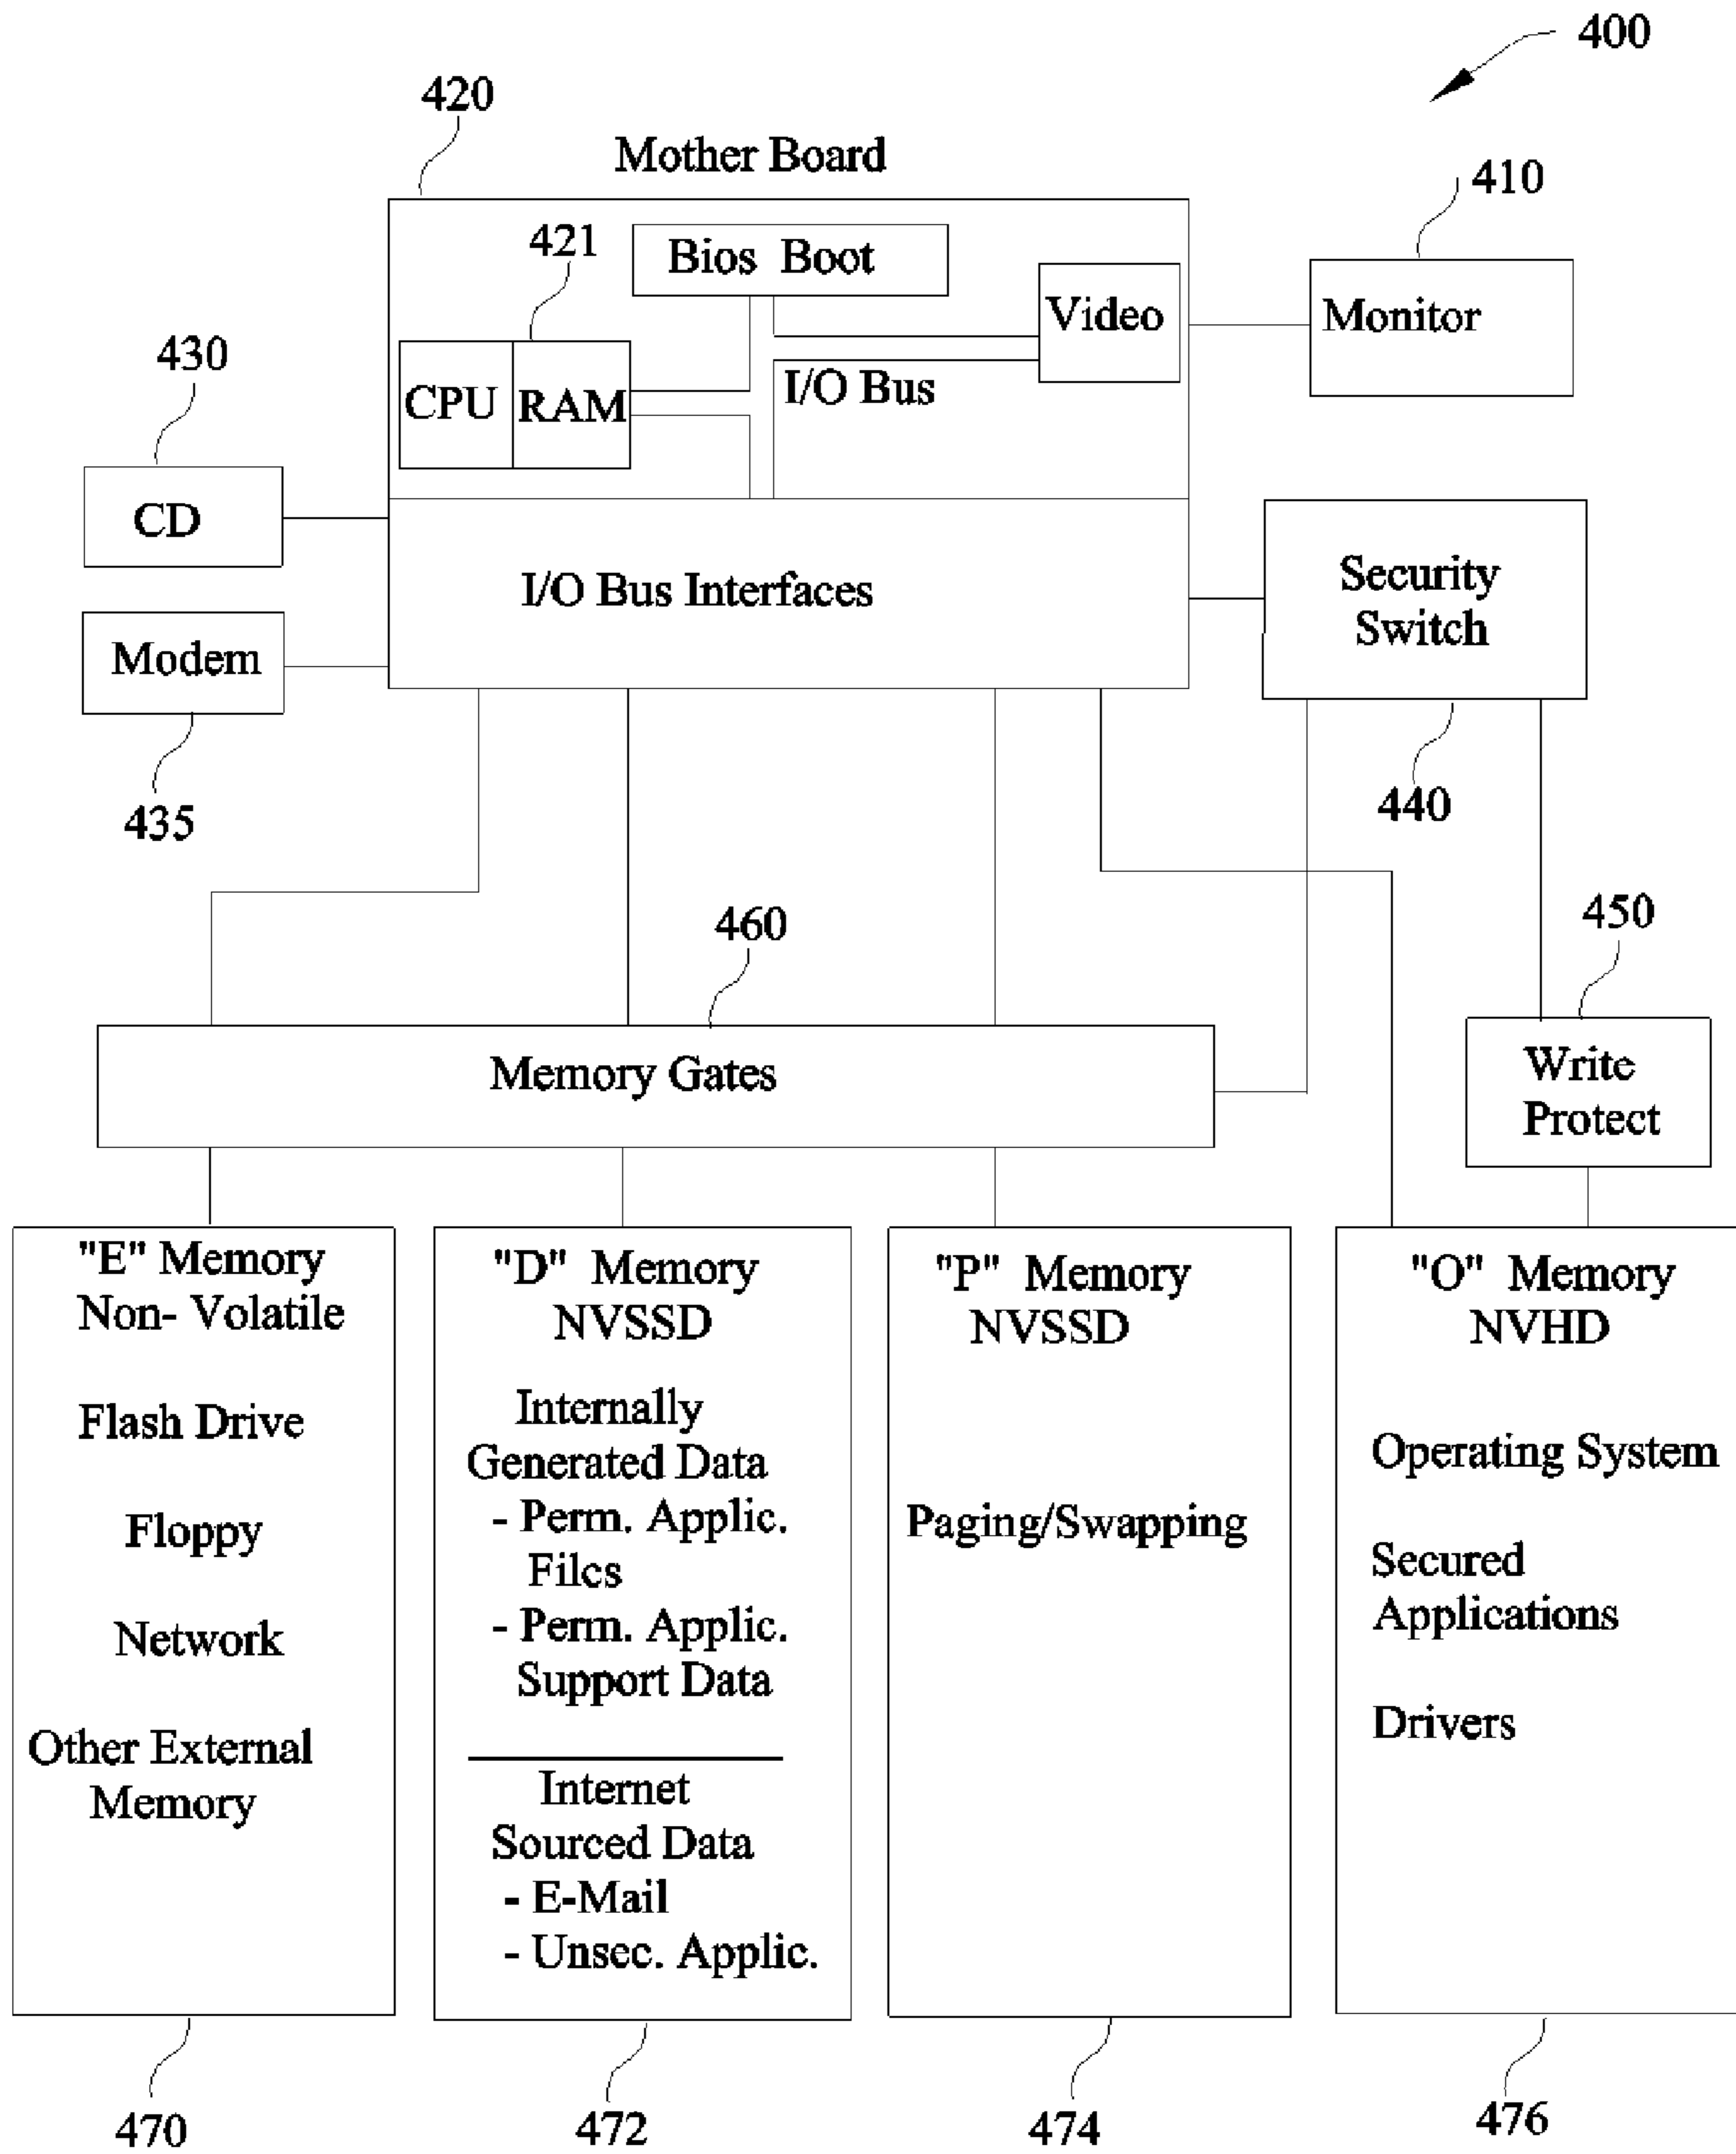 400
420
Mother Board
410
421
Bios Boot
Video
Monitor
430
CPU
RAM
I/O Bus
CD
I/O Bus Interfaces
Security
Switch
Modem
435
440
460
450
Memory Gates
Write
Protect
"E" Memory
Non- Volatile
Flash Drive
Floppy
Network
Other External
Memory
"D" Memory
NVSSD
Internally
Generated Data
- Perm. Applic.
Filcs
- Perm. Applic.
Support Data
Internet
Sourced Data
- E-Mail
- Unsec. Applic.
"P" Memory
NVSSD
Paging/Swapping
"O" Memory
NVHD
Operating System
Secured
Applications
Drivers
470
472
474
476